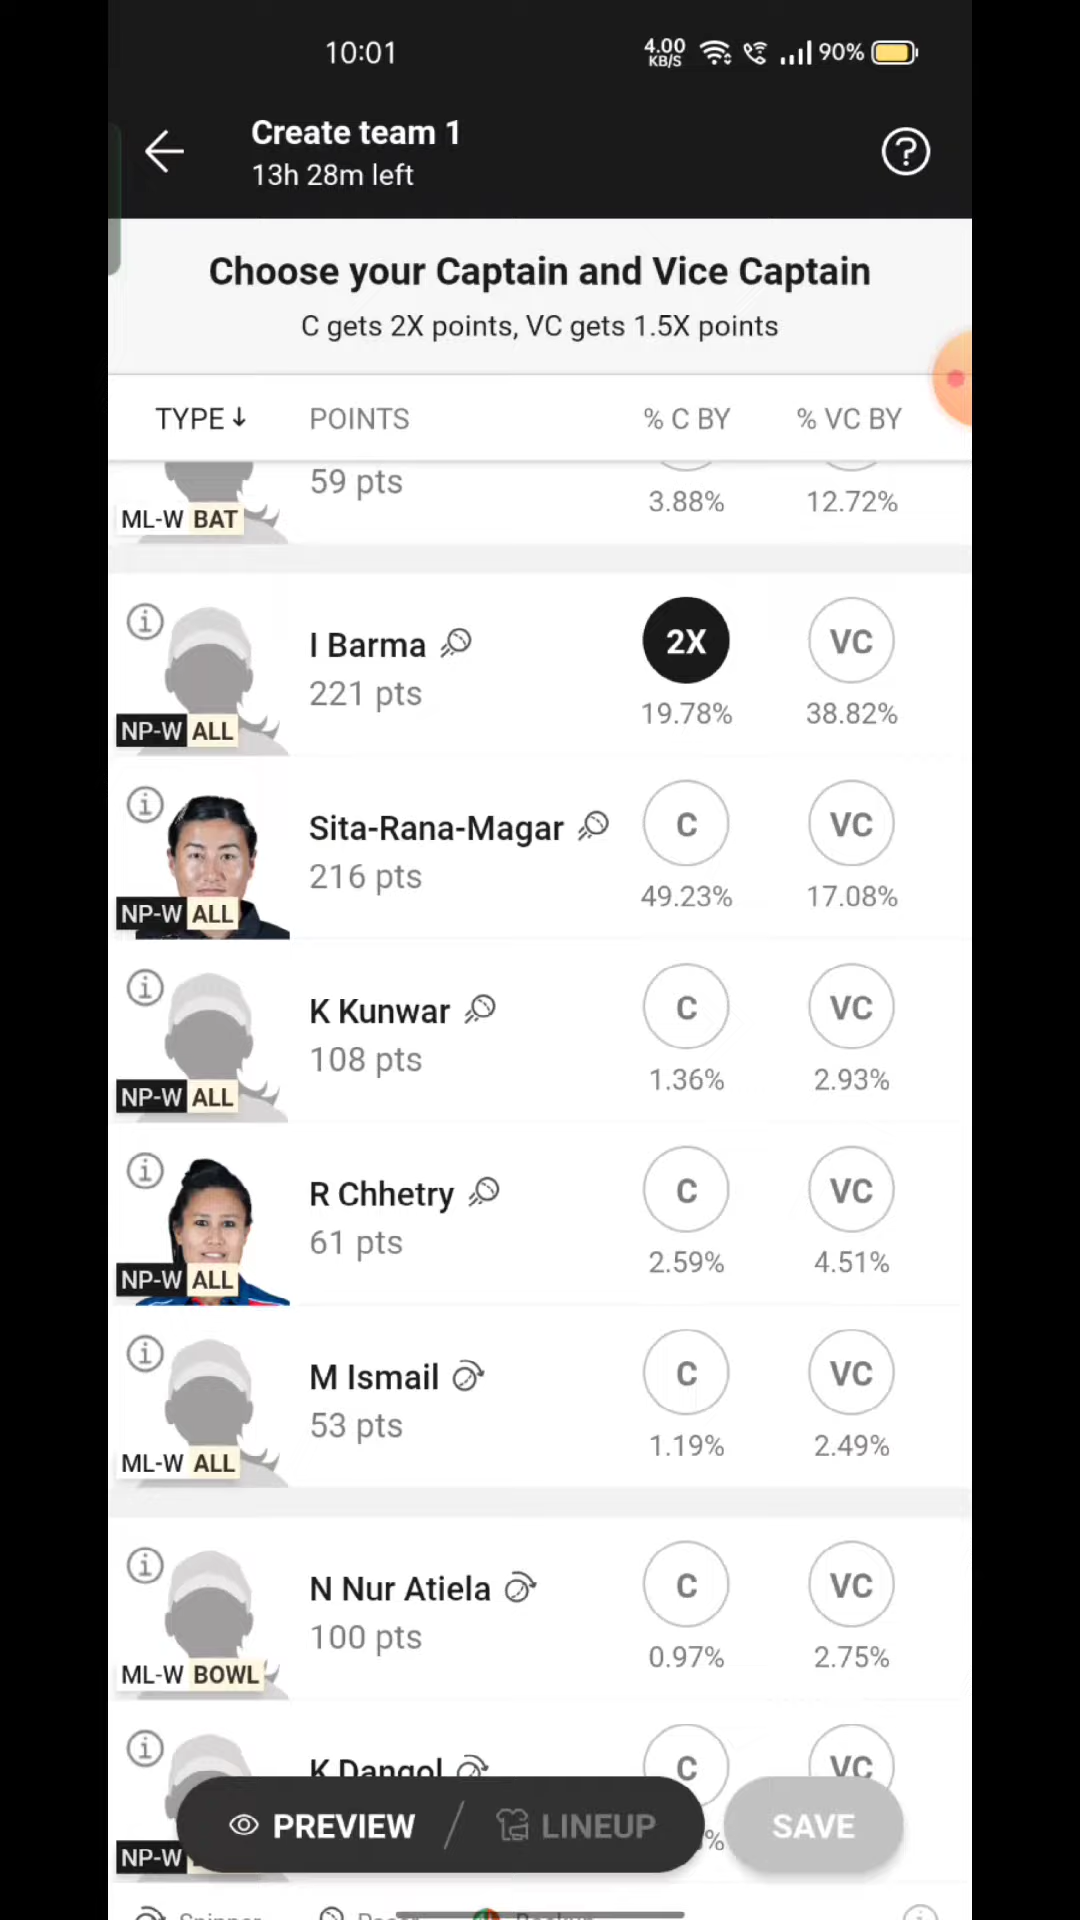 10:01
4.00
KB/S
90%
Create team 1
13h 28m left
Choose your Captain and Vice Captain
C gets 2X points, VC gets 1.5X points
TYPE↓ POINTS % C BY % VC BY
59 pts
3.88% 12.72%
ML-W BAT
I Barma 2X VC
221 pts
19.78% 38.82%
NP-W ALL
Sita-Rana-Magar C VC
216 pts
49.23% 17.08%
NP-W ALL
K Kunwar C VC
108 pts
1.36% 2.93%
NP-W ALL
R Chhetry C VC
61 pts
2.59% 4.51%
NP-W ALL
M Ismail C VC
53 pts
1.19% 2.49%
ML-W ALL
N Nur Atiela C VC
100 pts
0.97% 2.75%
ML-W BOWL
K Dangol C VC
PREVIEW / LINEUP SAVE
%
NP-W